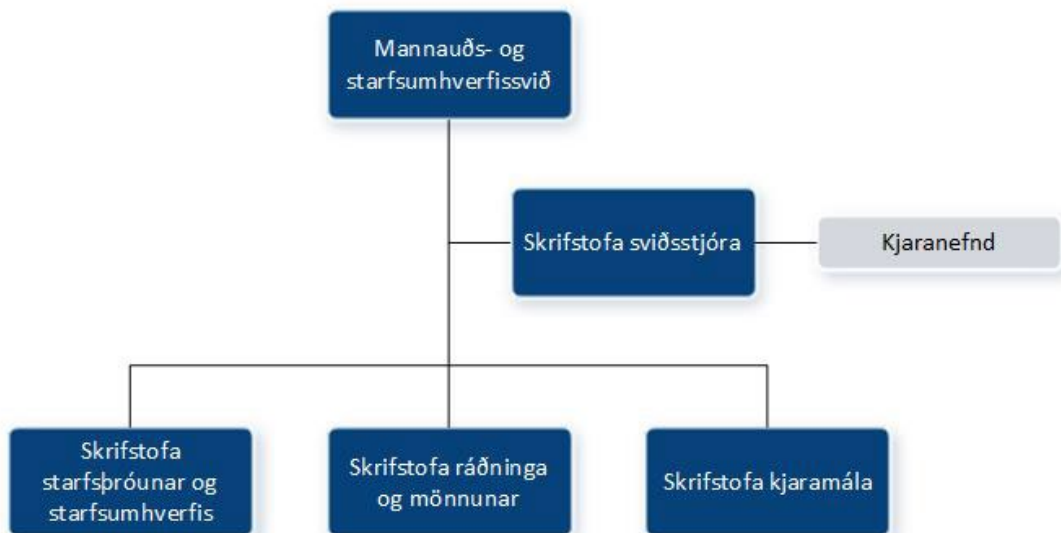 Mannauðs- og
starfsumhverfissvið
Skrifstofa sviðsstjóra
Kjaranefnd
Skrifstofa
starfsþróunar og
starfsumhverfis
Skrifstofa ráðninga
og mönnunar
Skrifstofa kjaramála